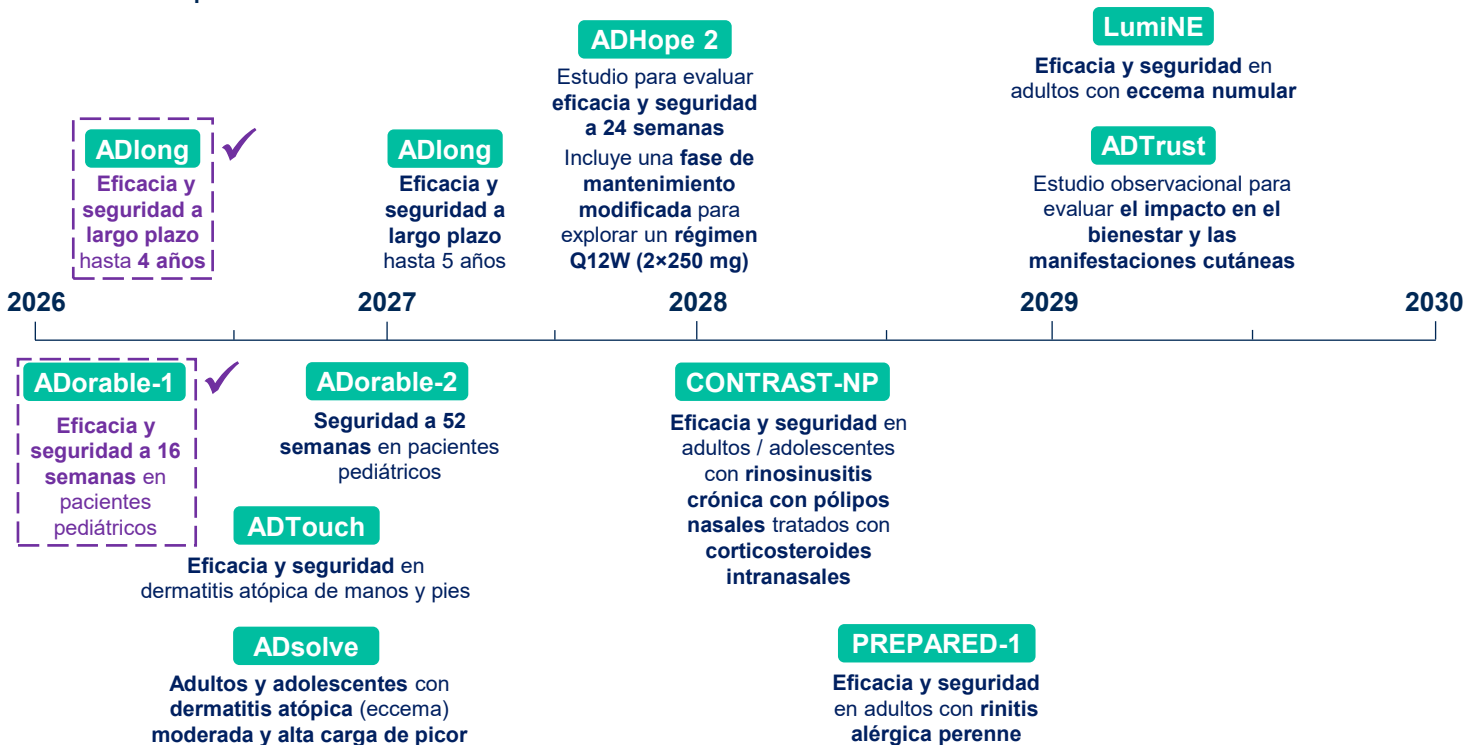 ADHope 2
Estudio para evaluar
eficacia y seguridad
a 24 semanas
Incluye una fase de
mantenimiento
modificada para
explorar un régimen
Q12W (2×250 mg)
LumiNE
Eficacia y seguridad en
adultos con eccema numular
ADlong
Eficacia y
seguridad a
largo plazo
hasta 4 años
ADlong
Eficacia y
seguridad a
largo plazo
hasta 5 años
ADTrust
Estudio observacional para
evaluar el impacto en el
bienestar y las
manifestaciones cutáneas
2026
2027
2028
2029
2030
ADorable-1
Eficacia y
seguridad a 16
semanas en
pacientes
pediátricos
ADorable-2
Seguridad a 52
semanas en pacientes
pediátricos
CONTRAST-NP
Eficacia y seguridad en
adultos / adolescentes
con rinosinusitis
crónica con pólipos
nasales tratados con
corticosteroides
intranasales
ADTouch
Eficacia y seguridad en
dermatitis atópica de manos y pies
ADsolve
Adultos y adolescentes con
dermatitis atópica (eccema)
moderada y alta carga de picor
PREPARED-1
Eficacia y seguridad
en adultos con rinitis
alérgica perenne